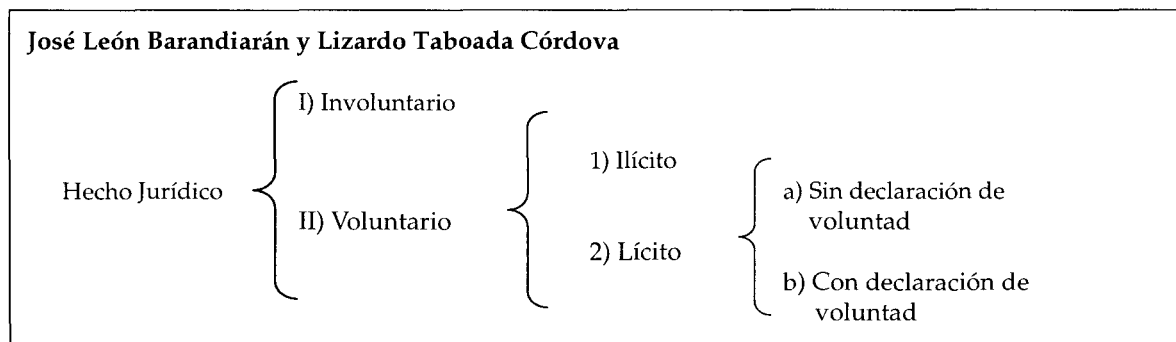 José León Barandiarán y Lizardo Taboada Córdova
Hecho Jurídico
I) Involuntario
II) Voluntario
1) Ilícito
2) Lícito
a) Sin declaración de
voluntad
b) Con declaración de
voluntad